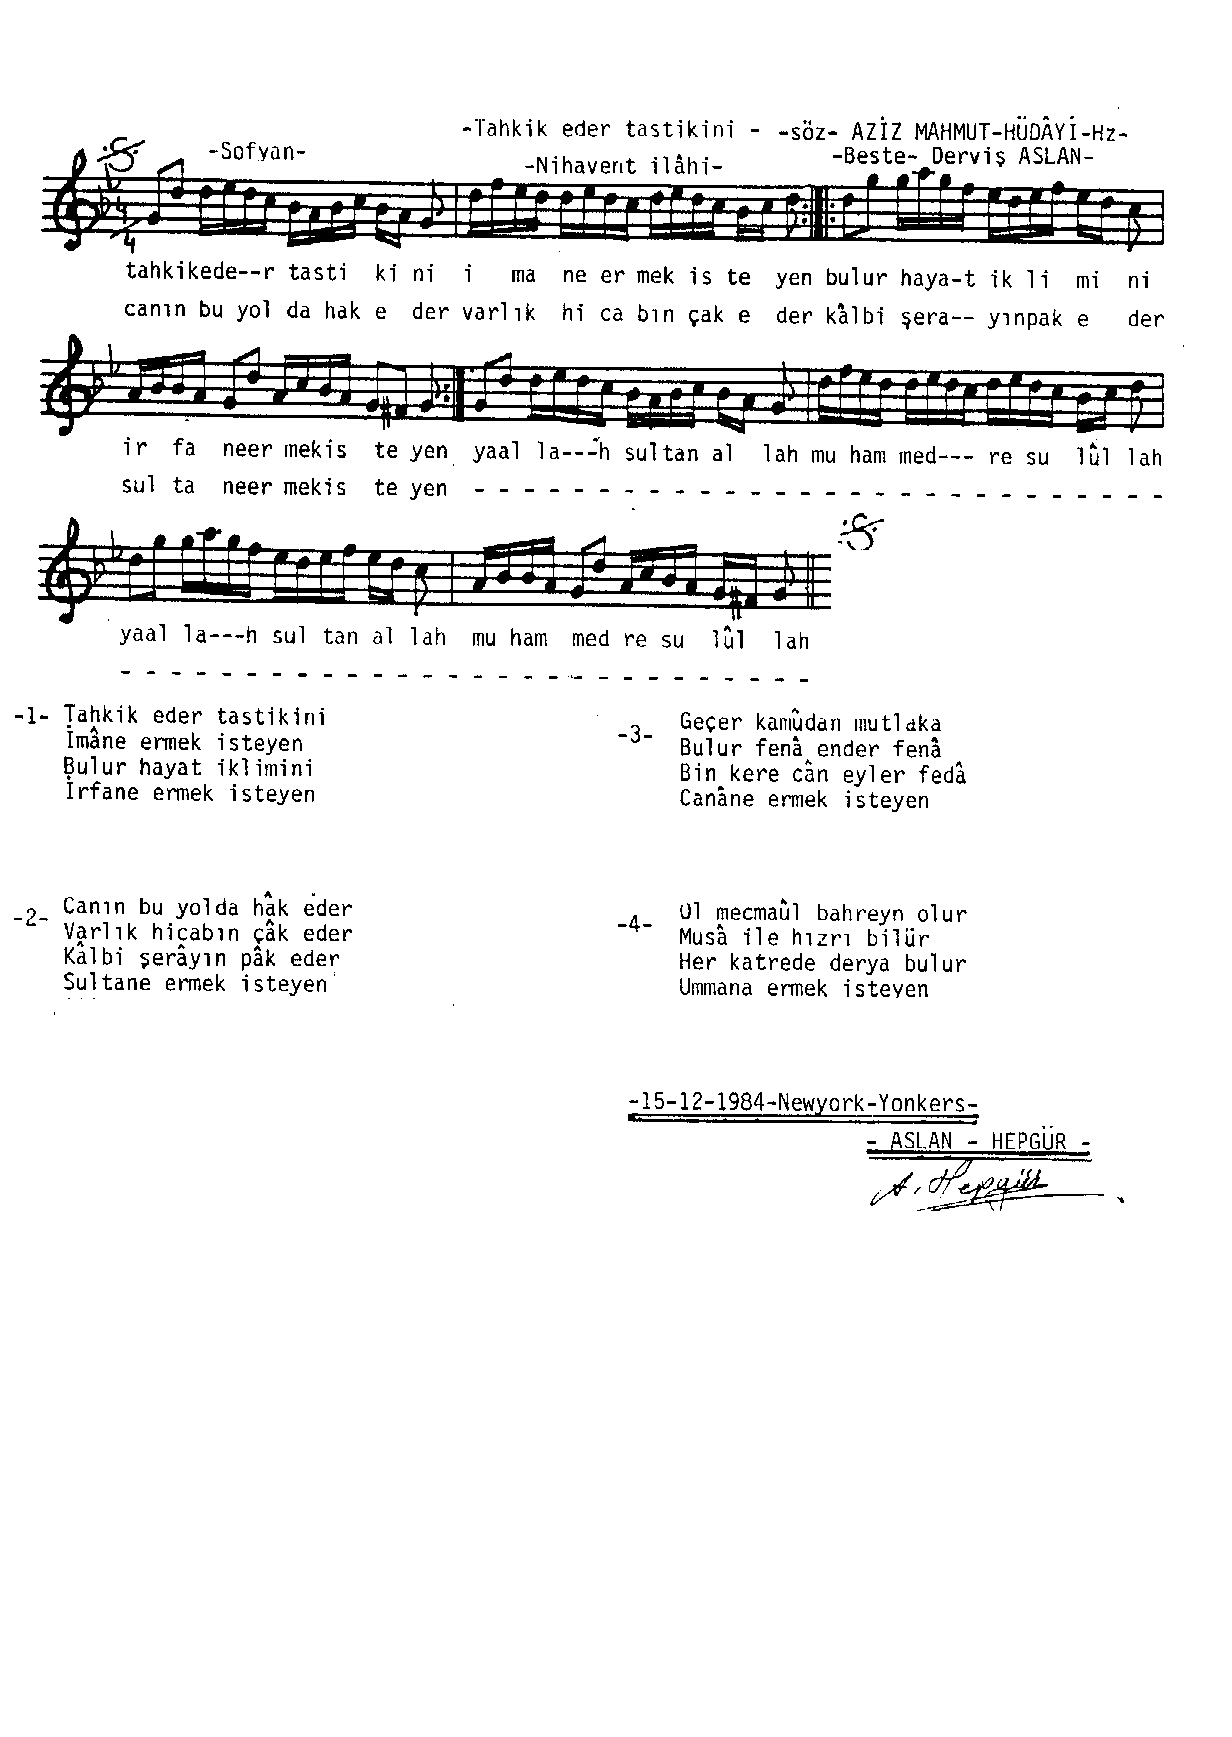 -Tahkik eder tastikini - -söz- AZİZ MAHMUT-HÜDÂYİ-Hz-
-Sofyan- -Nihavent ilâhi- -Beste- Derviş ASLAN-
4
4
tahkikede--r tasti ki ni i ma ne er mek is te yen bulur haya-t ik li mi ni
canın bu yol da hak e der varlık hi ca bın çak e der kâlbi şera-- yınpak e der
ir fa neer mekis te yen yaal la---h sultan al lah mu ham med--- re su lûl lah
sul ta neer mekis te yen - - - - - - - - - - - - - - - - - - - - - - - - - - - -
yaal la---h sul tan al lah mu ham med re su lûl lah
- - - - - - - - - - - - - - - - - - - - - - - - - - - -
-1- Tahkik eder tastikini
İmâne ermek isteyen
Bulur hayat iklimini
İrfane ermek isteyen
-3- Geçer kamûdan mutlaka
Bulur fenâ ender fenâ
Bin kere cân eyler fedâ
Canâne ermek isteyen
-2- Canın bu yolda hâk eder
Varlık hicabın çâk eder
Kâlbi şerâyın pâk eder
Sultane ermek isteyen
-4- Ol mecmaûl bahreyn olur
Musâ ile hızrı bilür
Her katrede derya bulur
Ummana ermek isteyen
-15-12-1984-Newyork-Yonkers-
- ASLAN - HEPGÜR -
A. Hepgür